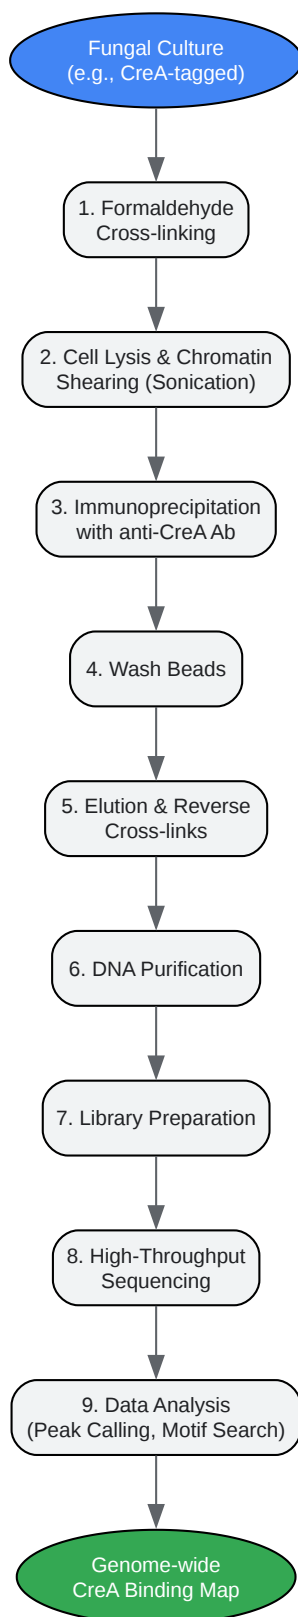 Fungal Culture
(e.g., CreA-tagged)
1. Formaldehyde
Cross-linking
2. Cell Lysis & Chromatin
Shearing (Sonication)
3. Immunoprecipitation
with anti-CreA Ab
4. Wash Beads
5. Elution & Reverse
Cross-links
6. DNA Purification
7. Library Preparation
8. High-Throughput
Sequencing
9. Data Analysis
(Peak Calling, Motif Search)
Genome-wide
CreA Binding Map